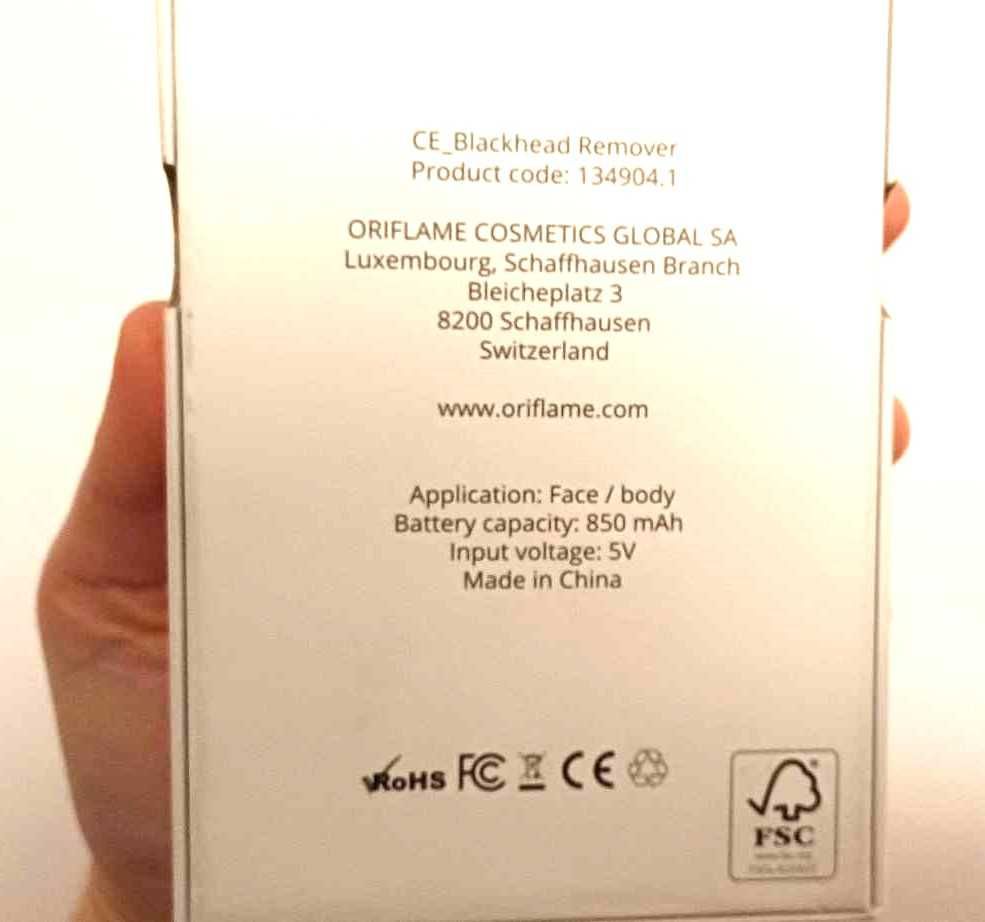 CE_Blackhead Remover
Product code: 134904.1
ORIFLAME COSMETICS GLOBAL SA
Luxembourg, Schaffhausen Branch
Bleicheplatz 3
8200 Schaffhausen
Switzerland
www.oriflame.com
Application: Face / body
Battery capacity: 850 mAh
Input voltage: 5V
Made in China
RoHS FC CE
FSC